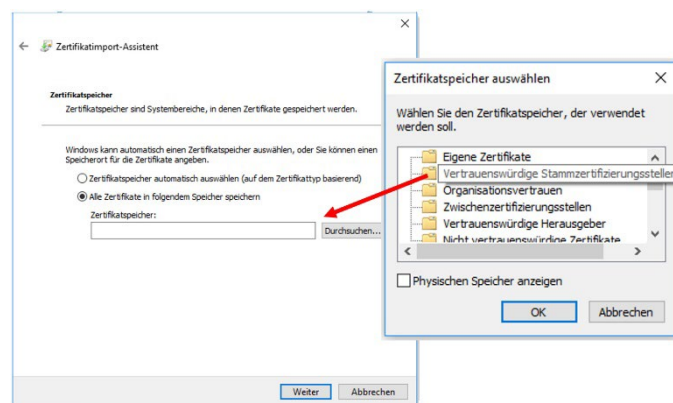 Zertifikatimport-Assistent
Zertifikatspeicher
Zertifikatspeicher sind Systembereiche, in denen Zertifikate gespeichert werden.
Windows kann automatisch einen Zertifikatspeicher auswählen, oder Sie können einen
Speicherort für die Zertifikate angeben.
Zertifikatspeicher automatisch auswählen (auf dem Zertifikattyp basierend)
Alle Zertifikate in folgendem Speicher speichern
Zertifikatspeicher:
Durchsuchen...
Weiter
Abbrechen
Zertifikatspeicher auswählen
Wählen Sie den Zertifikatspeicher, der verwendet
werden soll.
Eigene Zertifikate
Vertrauenswürdige Stammzertifizierungsstellen
Organisationsvertrauen
Zwischenzertifizierungsstellen
Vertrauenswürdige Herausgeber
Nicht vertrauenswürdige Zertifikate
Physischen Speicher anzeigen
OK
Abbrechen